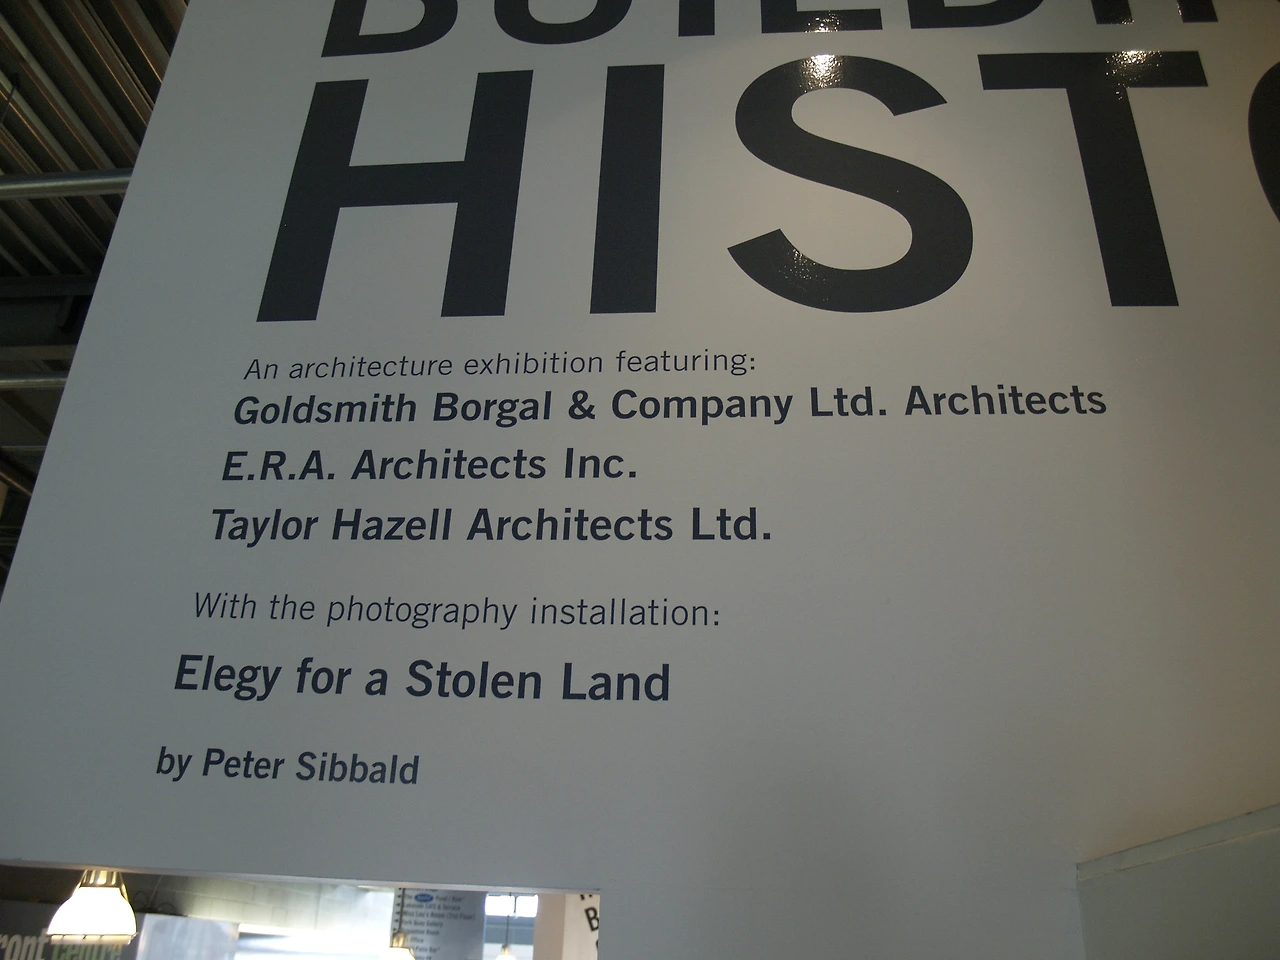 HIST
An architecture exhibition featuring:
Goldsmith Borgal & Company Ltd. Architects
E.R.A. Architects Inc.
Taylor Hazell Architects Ltd.
With the photography installation:
Elegy for a Stolen Land
by Peter Sibbald